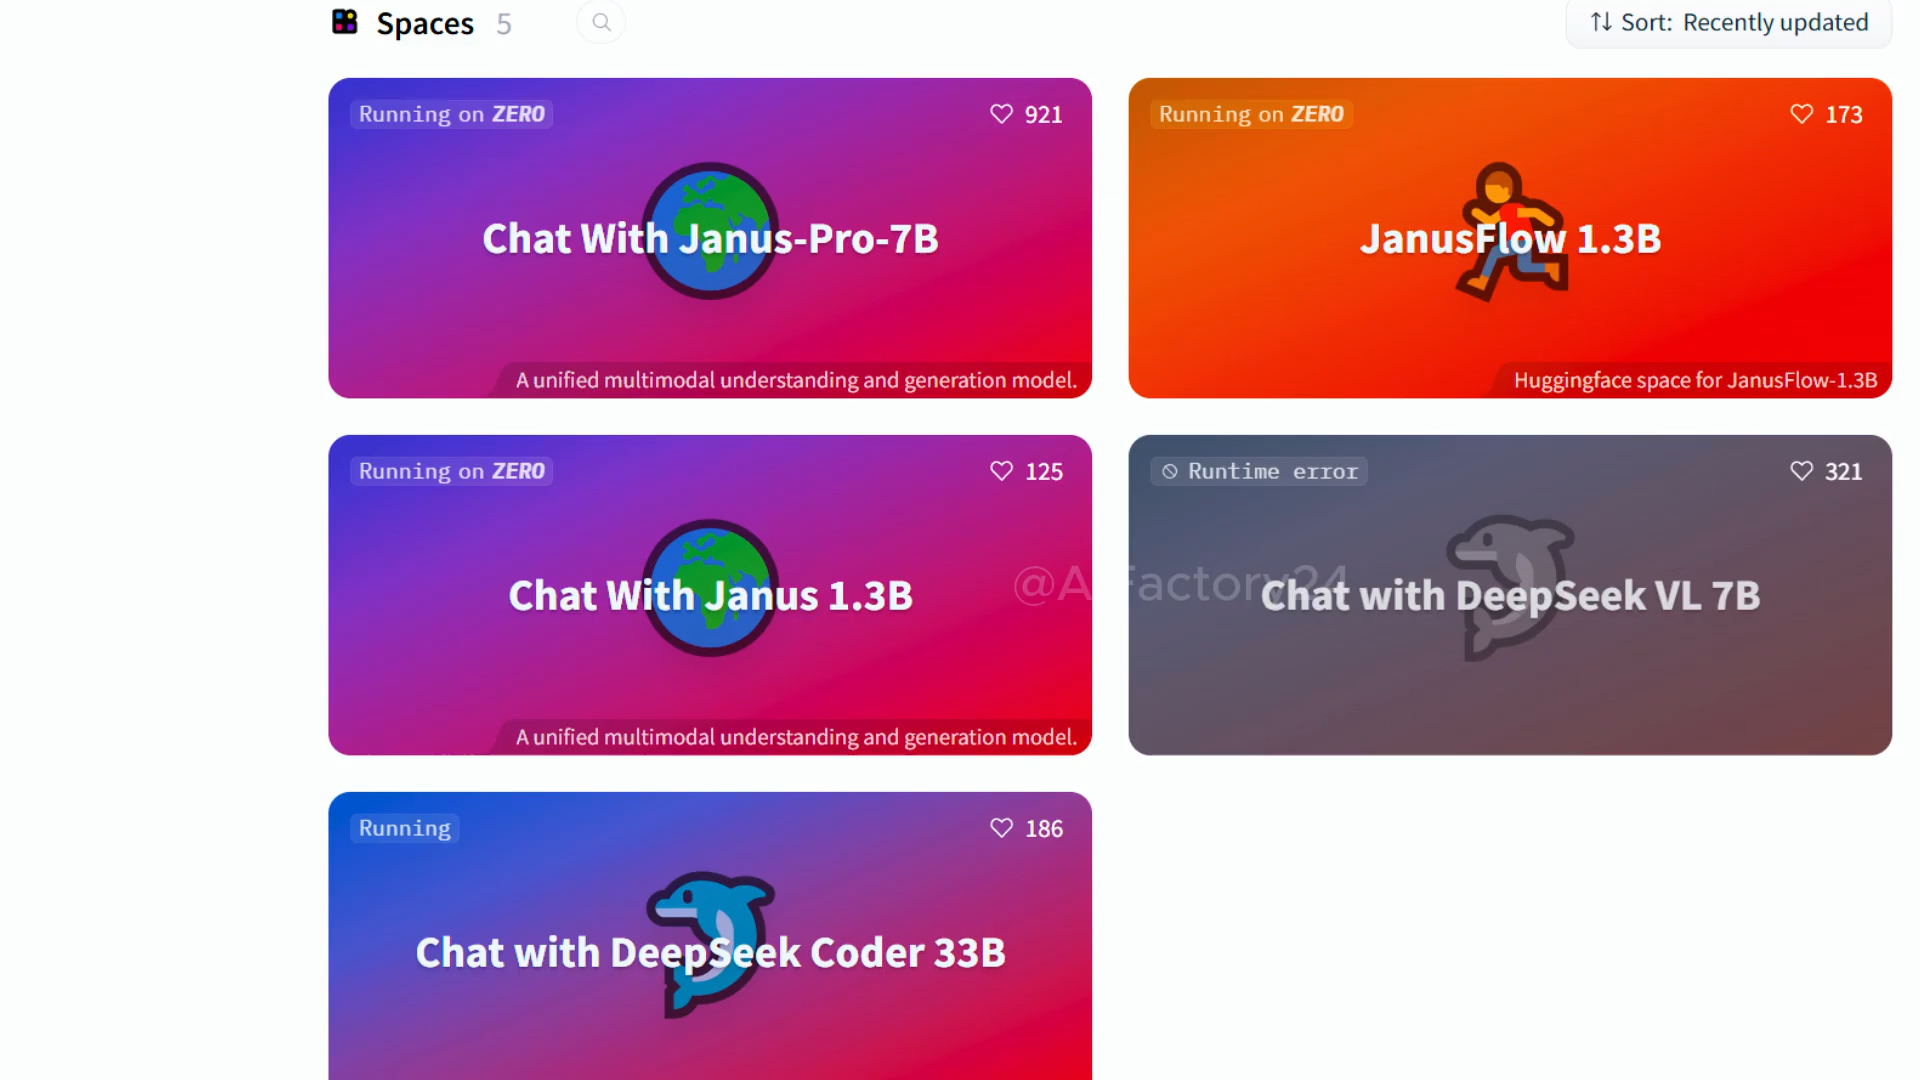 Spaces 5
Sort: Recently updated
Running on ZERO
921
Chat With Janus-Pro-7B
A unified multimodal understanding and generation model.
Running on ZERO
173
JanusFlow 1.3B
Huggingface space for JanusFlow-1.3B
Running on ZERO
125
Chat With Janus 1.3B
A unified multimodal understanding and generation model.
Runtime error
321
Chat with DeepSeek VL 7B
Running
186
Chat with DeepSeek Coder 33B